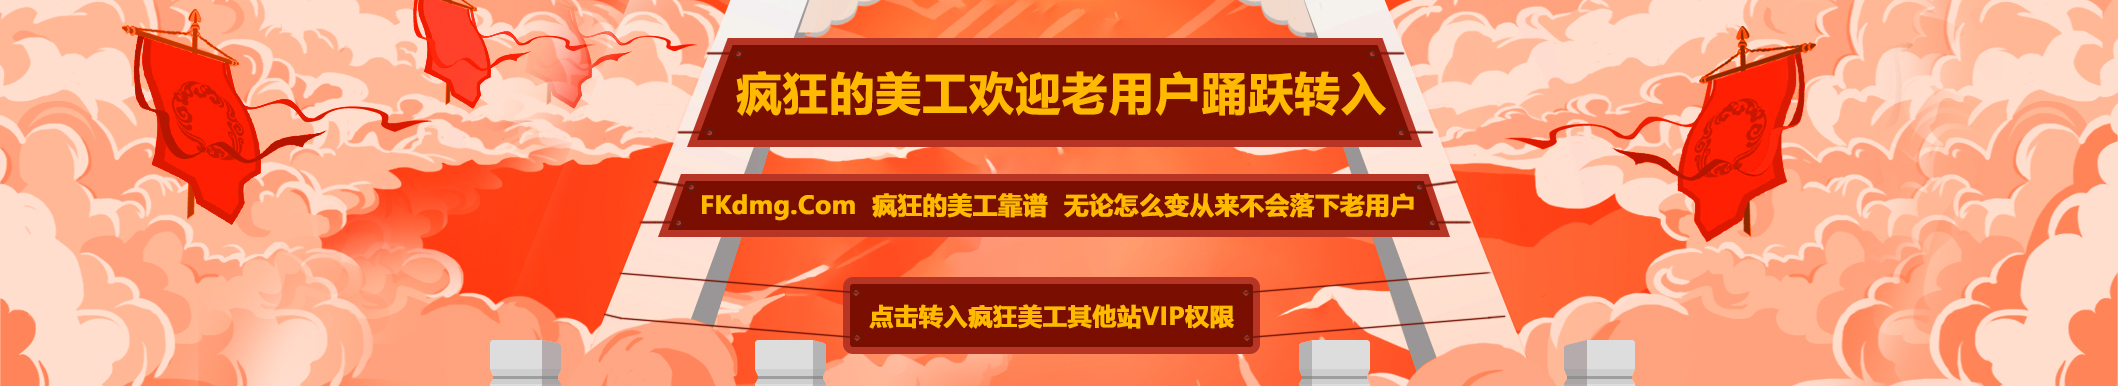 疯狂的美工欢迎老用户踊跃转入
FKdmg.Com 疯狂的美工靠谱 无论怎么变从来不会落下老用户
点击转入疯狂美工其他站VIP权限